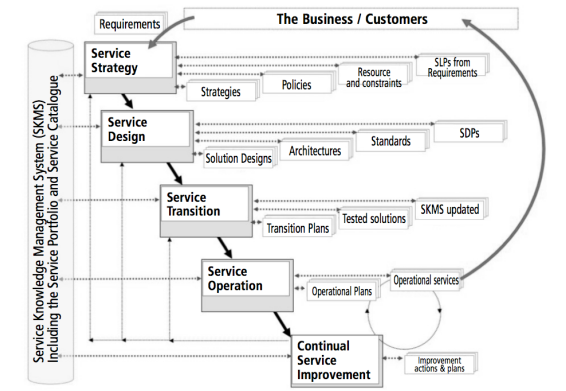 The Business / Customers
Requirements
Service Knowledge Management System (SKMS)
Including the Service Portfolio and Service Catalogue
Service
Strategy
Strategies
Policies
Resource
and constraints
SLPs from
Requirements
Service
Design
Solution Designs
Architectures
Standards
SDPs
Service
Transition
Transition Plans
Tested solutions
SKMS updated
Service
Operation
Operational Plans
Operational services
Continual
Service
Improvement
Improvement
actions & plans